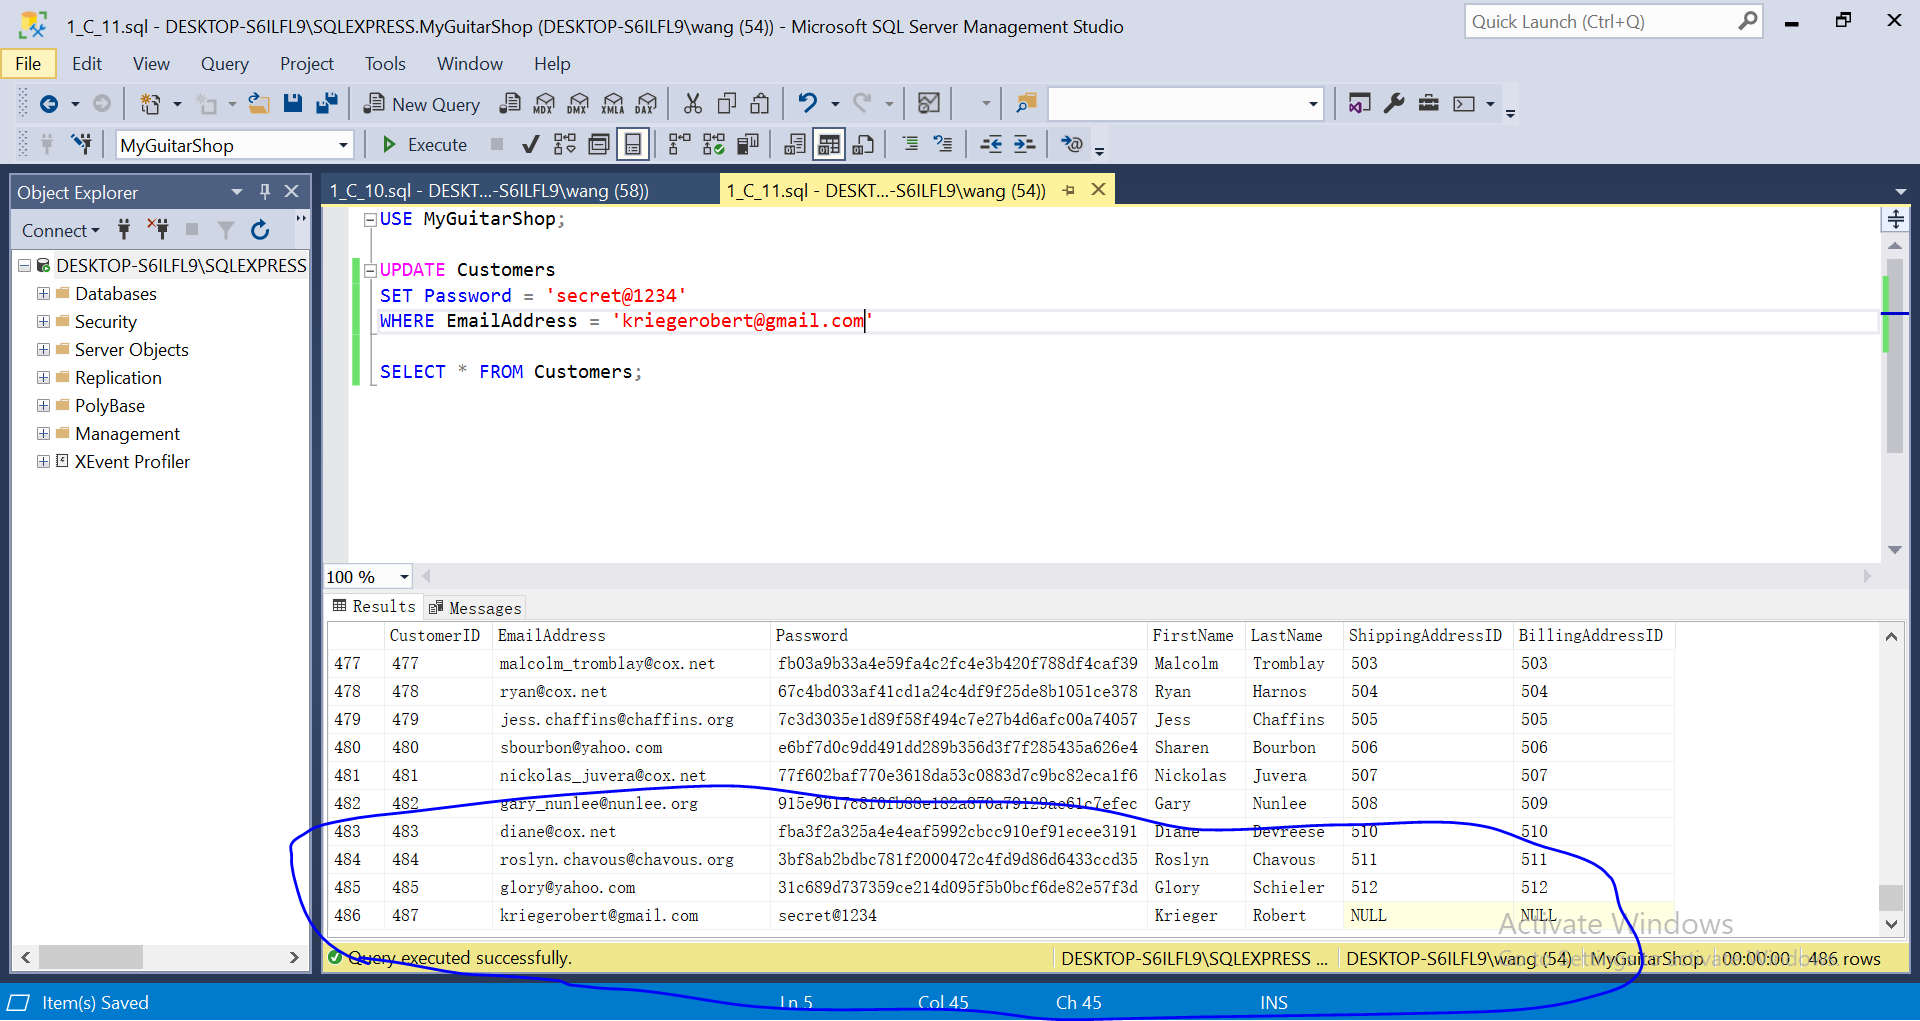 1_C_11.sql - DESKTOP-S6ILFL9\SQLEXPRESS.MyGuitarShop (DESKTOP-S6ILFL9\wang (54)) - Microsoft SQL Server Management Studio
Quick Launch (Ctrl+Q)
File Edit View Query Project Tools Window Help
New Query MDX DMX XMLA DAX
MyGuitarShop Execute
Object Explorer
1_C_10.sql - DESKT...-S6ILFL9\wang (58))
1_C_11.sql - DESKT...-S6ILFL9\wang (54))
Connect
DESKTOP-S6ILFL9\SQLEXPRESS
Databases
Security
Server Objects
Replication
PolyBase
Management
XEvent Profiler
USE MyGuitarShop;
UPDATE Customers
SET Password = 'secret@1234'
WHERE EmailAddress = 'kriegerobert@gmail.com'
SELECT * FROM Customers;
100 %
Results Messages
CustomerID EmailAddress Password FirstName LastName ShippingAddressID BillingAddressID
477 477 malcolm_tromblay@cox.net fb03a9b33a4e59fa4c2fc4e3b420f788df4caf39 Malcolm Tromblay 503 503
478 478 ryan@cox.net 67c4bd033af41cd1a24c4df9f25de8b1051ce378 Ryan Harnos 504 504
479 479 jess.chaffins@chaffins.org 7c3d3035e1d89f58f494c7e27b4d6afc00a74057 Jess Chaffins 505 505
480 480 sbourbon@yahoo.com e6bf7d0c9dd491dd289b356d3f7f285435a626e4 Sharen Bourbon 506 506
481 481 nickolas_juvera@cox.net 77f602baf770e3618da53c0883d7c9bc82eca1f6 Nickolas Juvera 507 507
482 482 gary_nunlee@nunlee.org Gary Nunlee 508 509
483 483 diane@cox.net fba3f2a325a4e4eaf5992cbcc910ef91ecee3191 Diane Devreese 510 510
484 484 roslyn.chavous@chavous.org 3bf8ab2bdbc781f2000472c4fd9d86d6433ccd35 Roslyn Chavous 511 511
485 485 glory@yahoo.com 31c689d737359ce214d095f5b0bcf6de82e57f3d Glory Schieler 512 512
486 487 kriegerobert@gmail.com secret@1234 Krieger Robert NULL NULL
Activate Windows
Query executed successfully. DESKTOP-S6ILFL9\SQLEXPRESS ... DESKTOP-S6ILFL9\wang (54) MyGuitarShop 00:00:00 486 rows
Go to Settings to activate Windows.
Item(s) Saved Ln 5 Col 45 Ch 45 INS